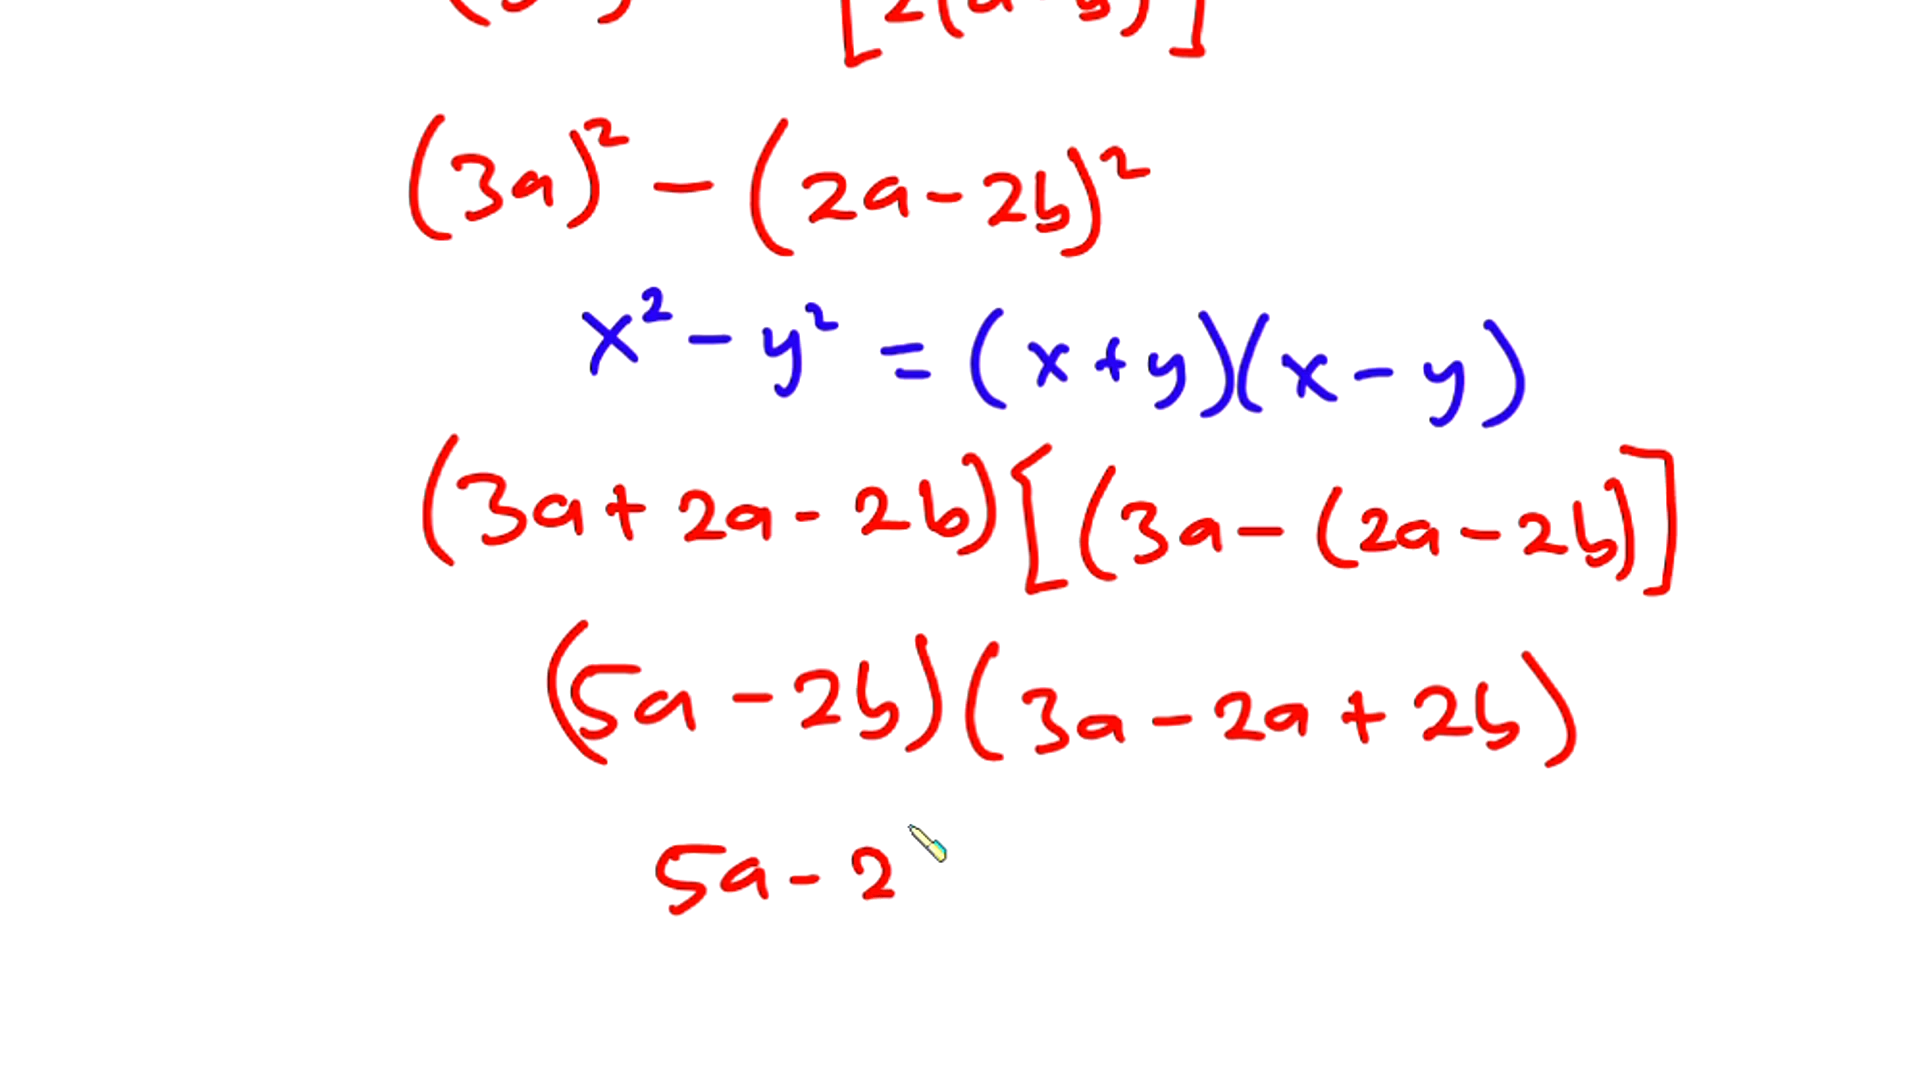 [2(a-b)]
(3a)² - (2a-2b)²
x² - y² = (x+y)(x-y)
(3a+2a-2b)[(3a-(2a-2b)]
(5a-2b)(3a-2a+2b)
5a-2